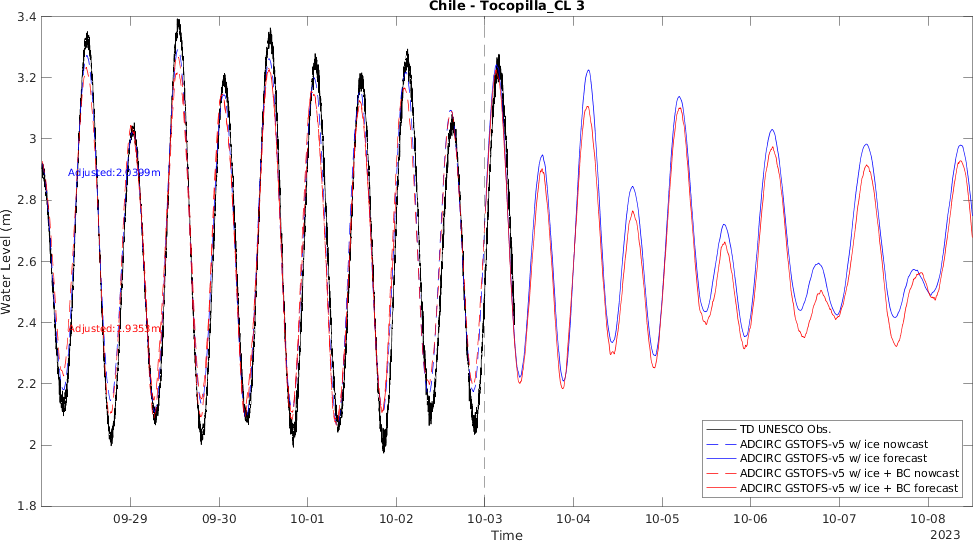 Chile - Tocopilla_CL 3
3.4
3.2
3
2.8
2.6
2.4
2.2
2
1.8
Water Level (m)
Adjusted:2.0399m
Adjusted:1.9353m
TD UNESCO Obs.
ADCIRC GSTOFS-v5 w/ ice nowcast
ADCIRC GSTOFS-v5 w/ ice forecast
ADCIRC GSTOFS-v5 w/ ice + BC nowcast
ADCIRC GSTOFS-v5 w/ ice + BC forecast
09-29 09-30 10-01 10-02 10-03 10-04 10-05 10-06 10-07 10-08
Time
2023